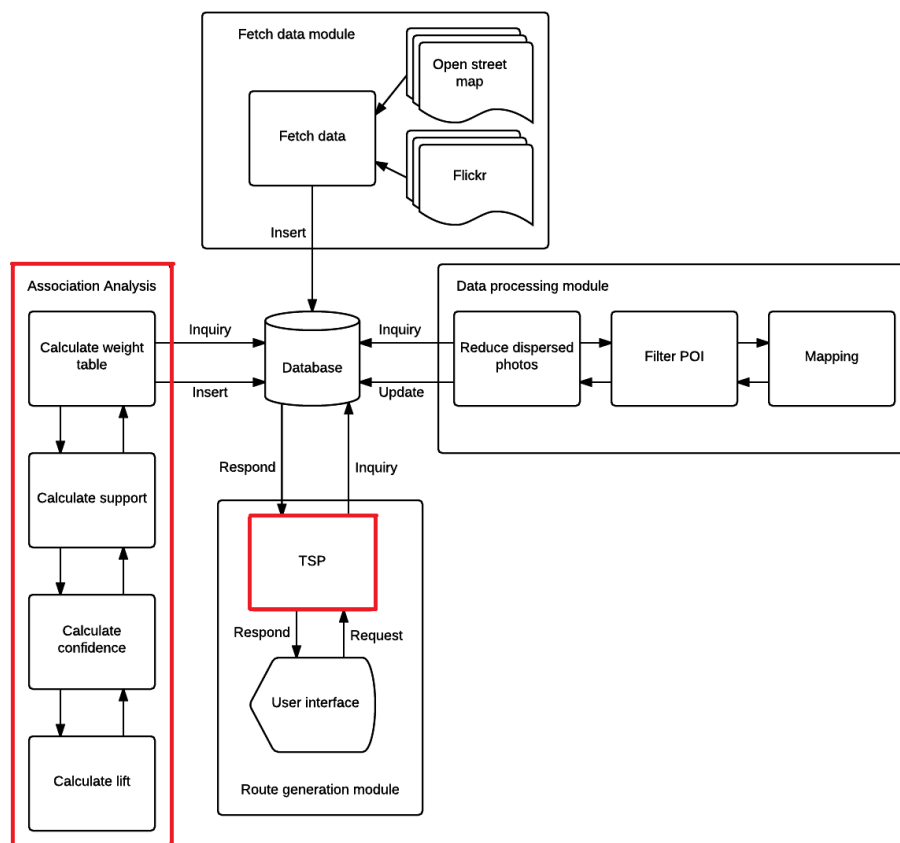 Fetch data module
Open street
map
Fetch data
Flickr
Insert
Association Analysis
Calculate weight
table
Inquiry
Insert
Database
Inquiry
Update
Data processing module
Reduce dispersed
photos
Filter POI
Mapping
Calculate support
Respond
Inquiry
TSP
Calculate
confidence
Respond
Request
User interface
Calculate lift
Route generation module